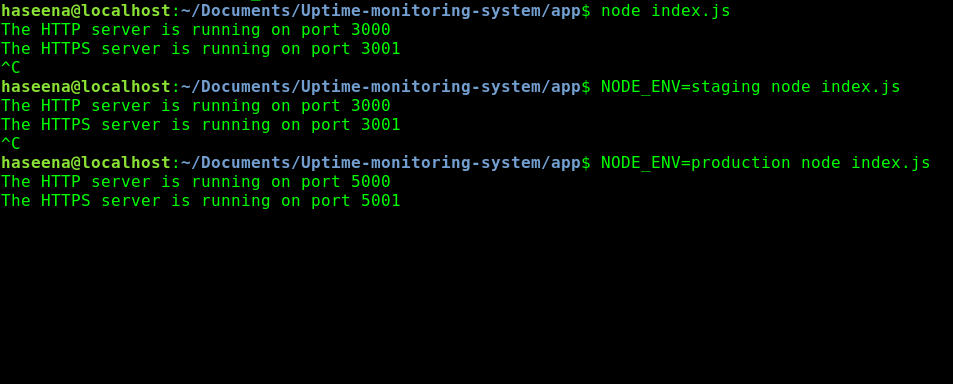 haseena@localhost:~/Documents/Uptime-monitoring-system/app$ node index.js
The HTTP server is running on port 3000
The HTTPS server is running on port 3001
^C
haseena@localhost:~/Documents/Uptime-monitoring-system/app$ NODE_ENV=staging node index.js
The HTTP server is running on port 3000
The HTTPS server is running on port 3001
^C
haseena@localhost:~/Documents/Uptime-monitoring-system/app$ NODE_ENV=production node index.js
The HTTP server is running on port 5000
The HTTPS server is running on port 5001